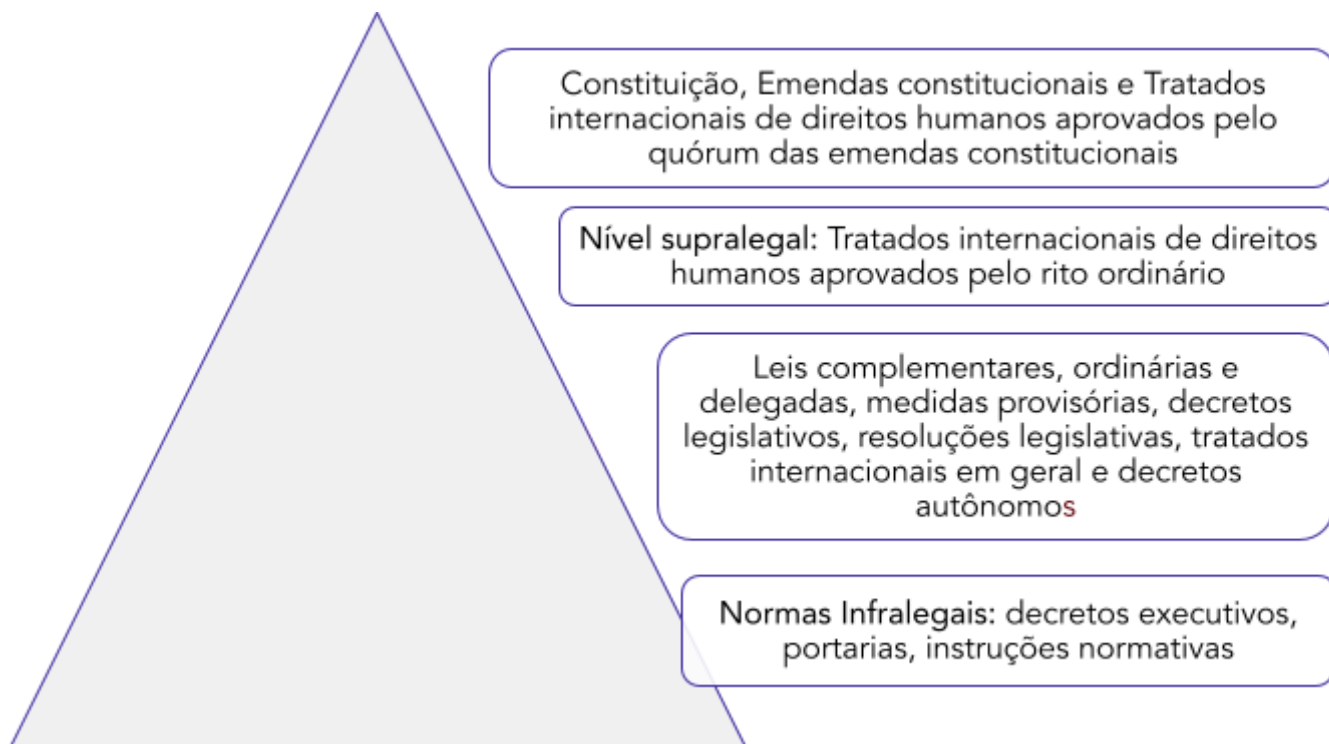 Constituição, Emendas constitucionais e Tratados
internacionais de direitos humanos aprovados pelo
quórum das emendas constitucionais
Nível supralegal: Tratados internacionais de direitos
humanos aprovados pelo rito ordinário
Leis complementares, ordinárias e
delegadas, medidas provisórias, decretos
legislativos, resoluções legislativas, tratados
internacionais em geral e decretos
autônomos
Normas Infralegais: decretos executivos,
portarias, instruções normativas